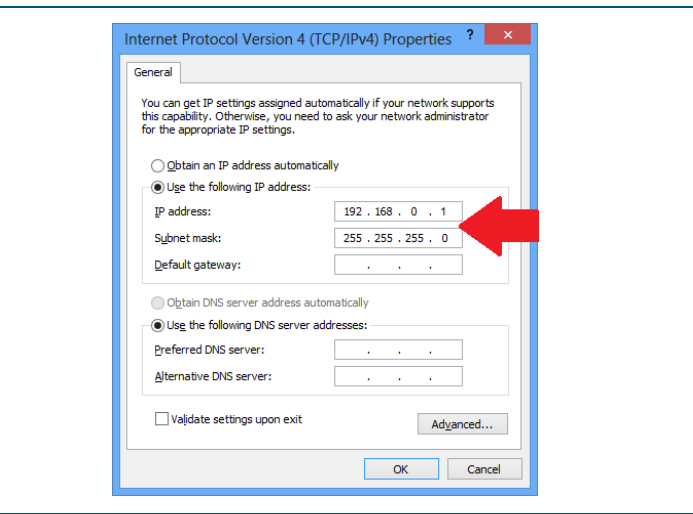 Internet Protocol Version 4 (TCP/IPv4) Properties ? ×
General
You can get IP settings assigned automatically if your network supports
this capability. Otherwise, you need to ask your network administrator
for the appropriate IP settings.
Obtain an IP address automatically
Use the following IP address:
IP address: 192 . 168 . 0 . 1
Subnet mask: 255 . 255 . 255 . 0
Default gateway: . . .
Obtain DNS server address automatically
Use the following DNS server addresses:
Preferred DNS server: . . .
Alternative DNS server: . . .
Validate settings upon exit
Advanced...
OK Cancel